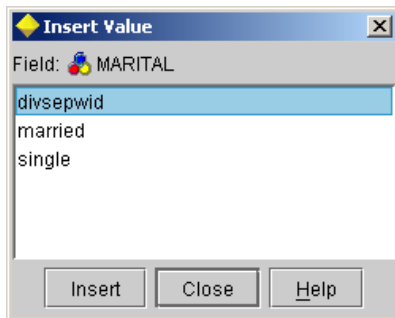 Insert Value
Field: MARITAL
divsepwid
married
single
Insert Close Help